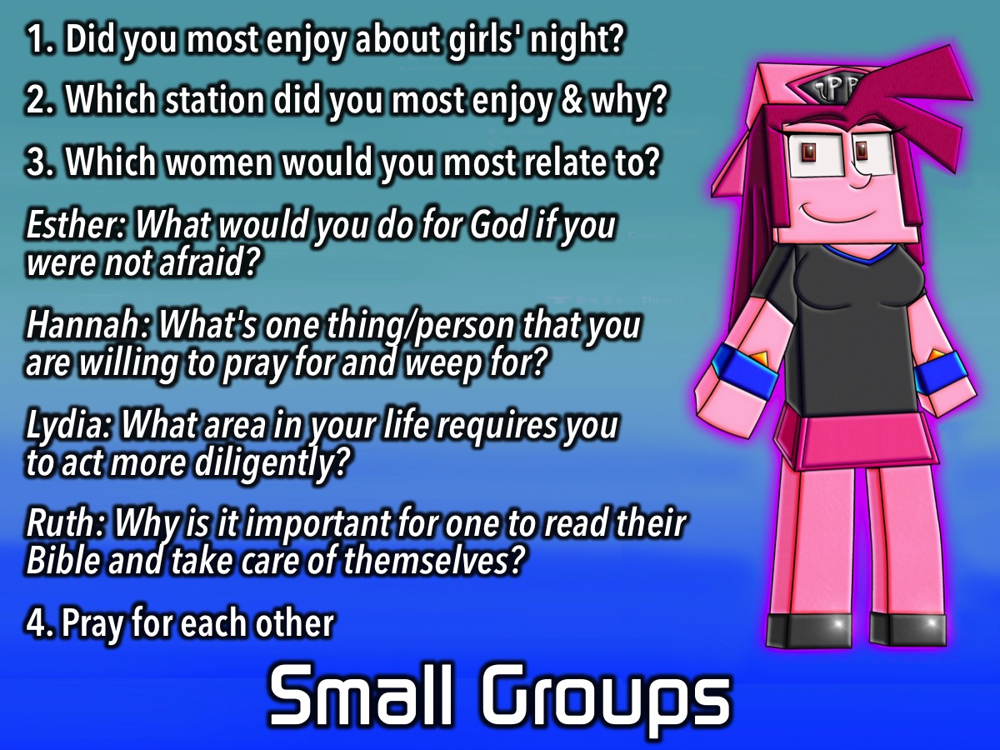 1. Did you most enjoy about girls' night?
2. Which station did you most enjoy & why?
3. Which women would you most relate to?
Esther: What would you do for God if you
were not afraid?
Hannah: What's one thing/person that you
are willing to pray for and weep for?
Lydia: What area in your life requires you
to act more diligently?
Ruth: Why is it important for one to read their
Bible and take care of themselves?
4. Pray for each other
Small Groups